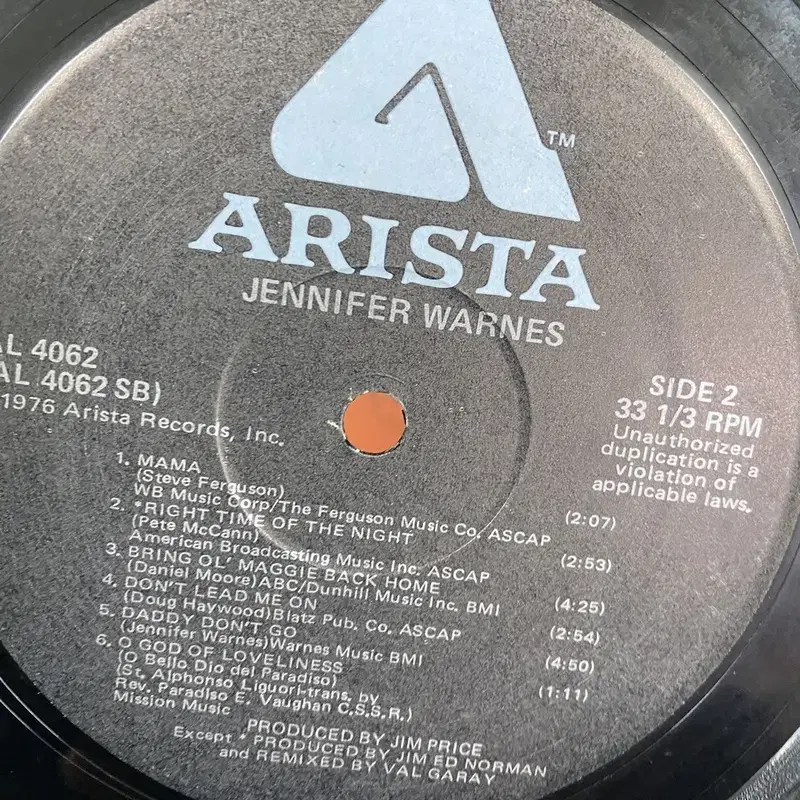 TM
ARISTA
JENNIFER WARNES
AL 4062
(AL 4062 SB)
1976 Arista Records, Inc.
SIDE 2
33 1/3 RPM
Unauthorized
duplication is a
violation of
applicable laws.
1. MAMA
(Steve Ferguson)
WB Music Corp/The Ferguson Music Co. ASCAP (2:07)
2. *RIGHT TIME OF THE NIGHT
(Pete McCann)
American Broadcasting Music Inc. ASCAP (2:53)
3. BRING OL' MAGGIE BACK HOME
(Daniel Moore) ABC/Dunhill Music Inc. BMI (4:25)
4. DON'T LEAD ME ON
(Doug Haywood) Blatz Pub. Co. ASCAP (2:54)
5. DADDY DON'T GO
(Jennifer Warnes) Warnes Music BMI (4:50)
6. O GOD OF LOVELINESS
(O Bello Dio del Paradiso) (1:11)
(St. Alphonso Liguori-trans, by
Rev. Paradiso E. Vaughan C.S.S.R.)
Mission Music
PRODUCED BY JIM PRICE
Except * PRODUCED BY JIM ED NORMAN
and REMIXED BY VAL GARAY